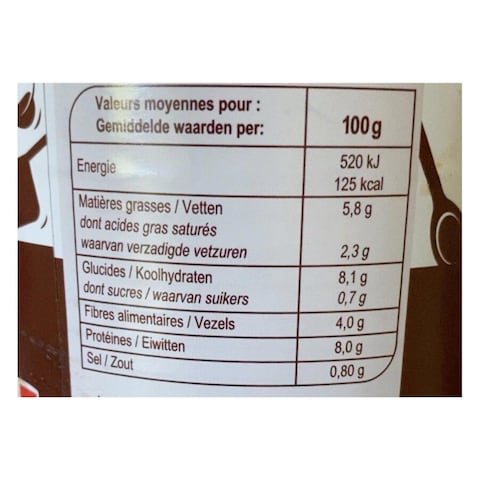 Valeurs moyennes pour :
Gemiddelde waarden per: 100g
Energie 520 kJ
125 kcal
Matières grasses / Vetten 5,8 g
dont acides gras saturés
waarvan verzadigde vetzuren 2,3 g
Glucides / Koolhydraten 8,1 g
dont sucres / waarvan suikers 0,7 g
Fibres alimentaires / Vezels 4,0 g
Protéines / Eiwitten 8,0 g
Sel / Zout 0,80 g